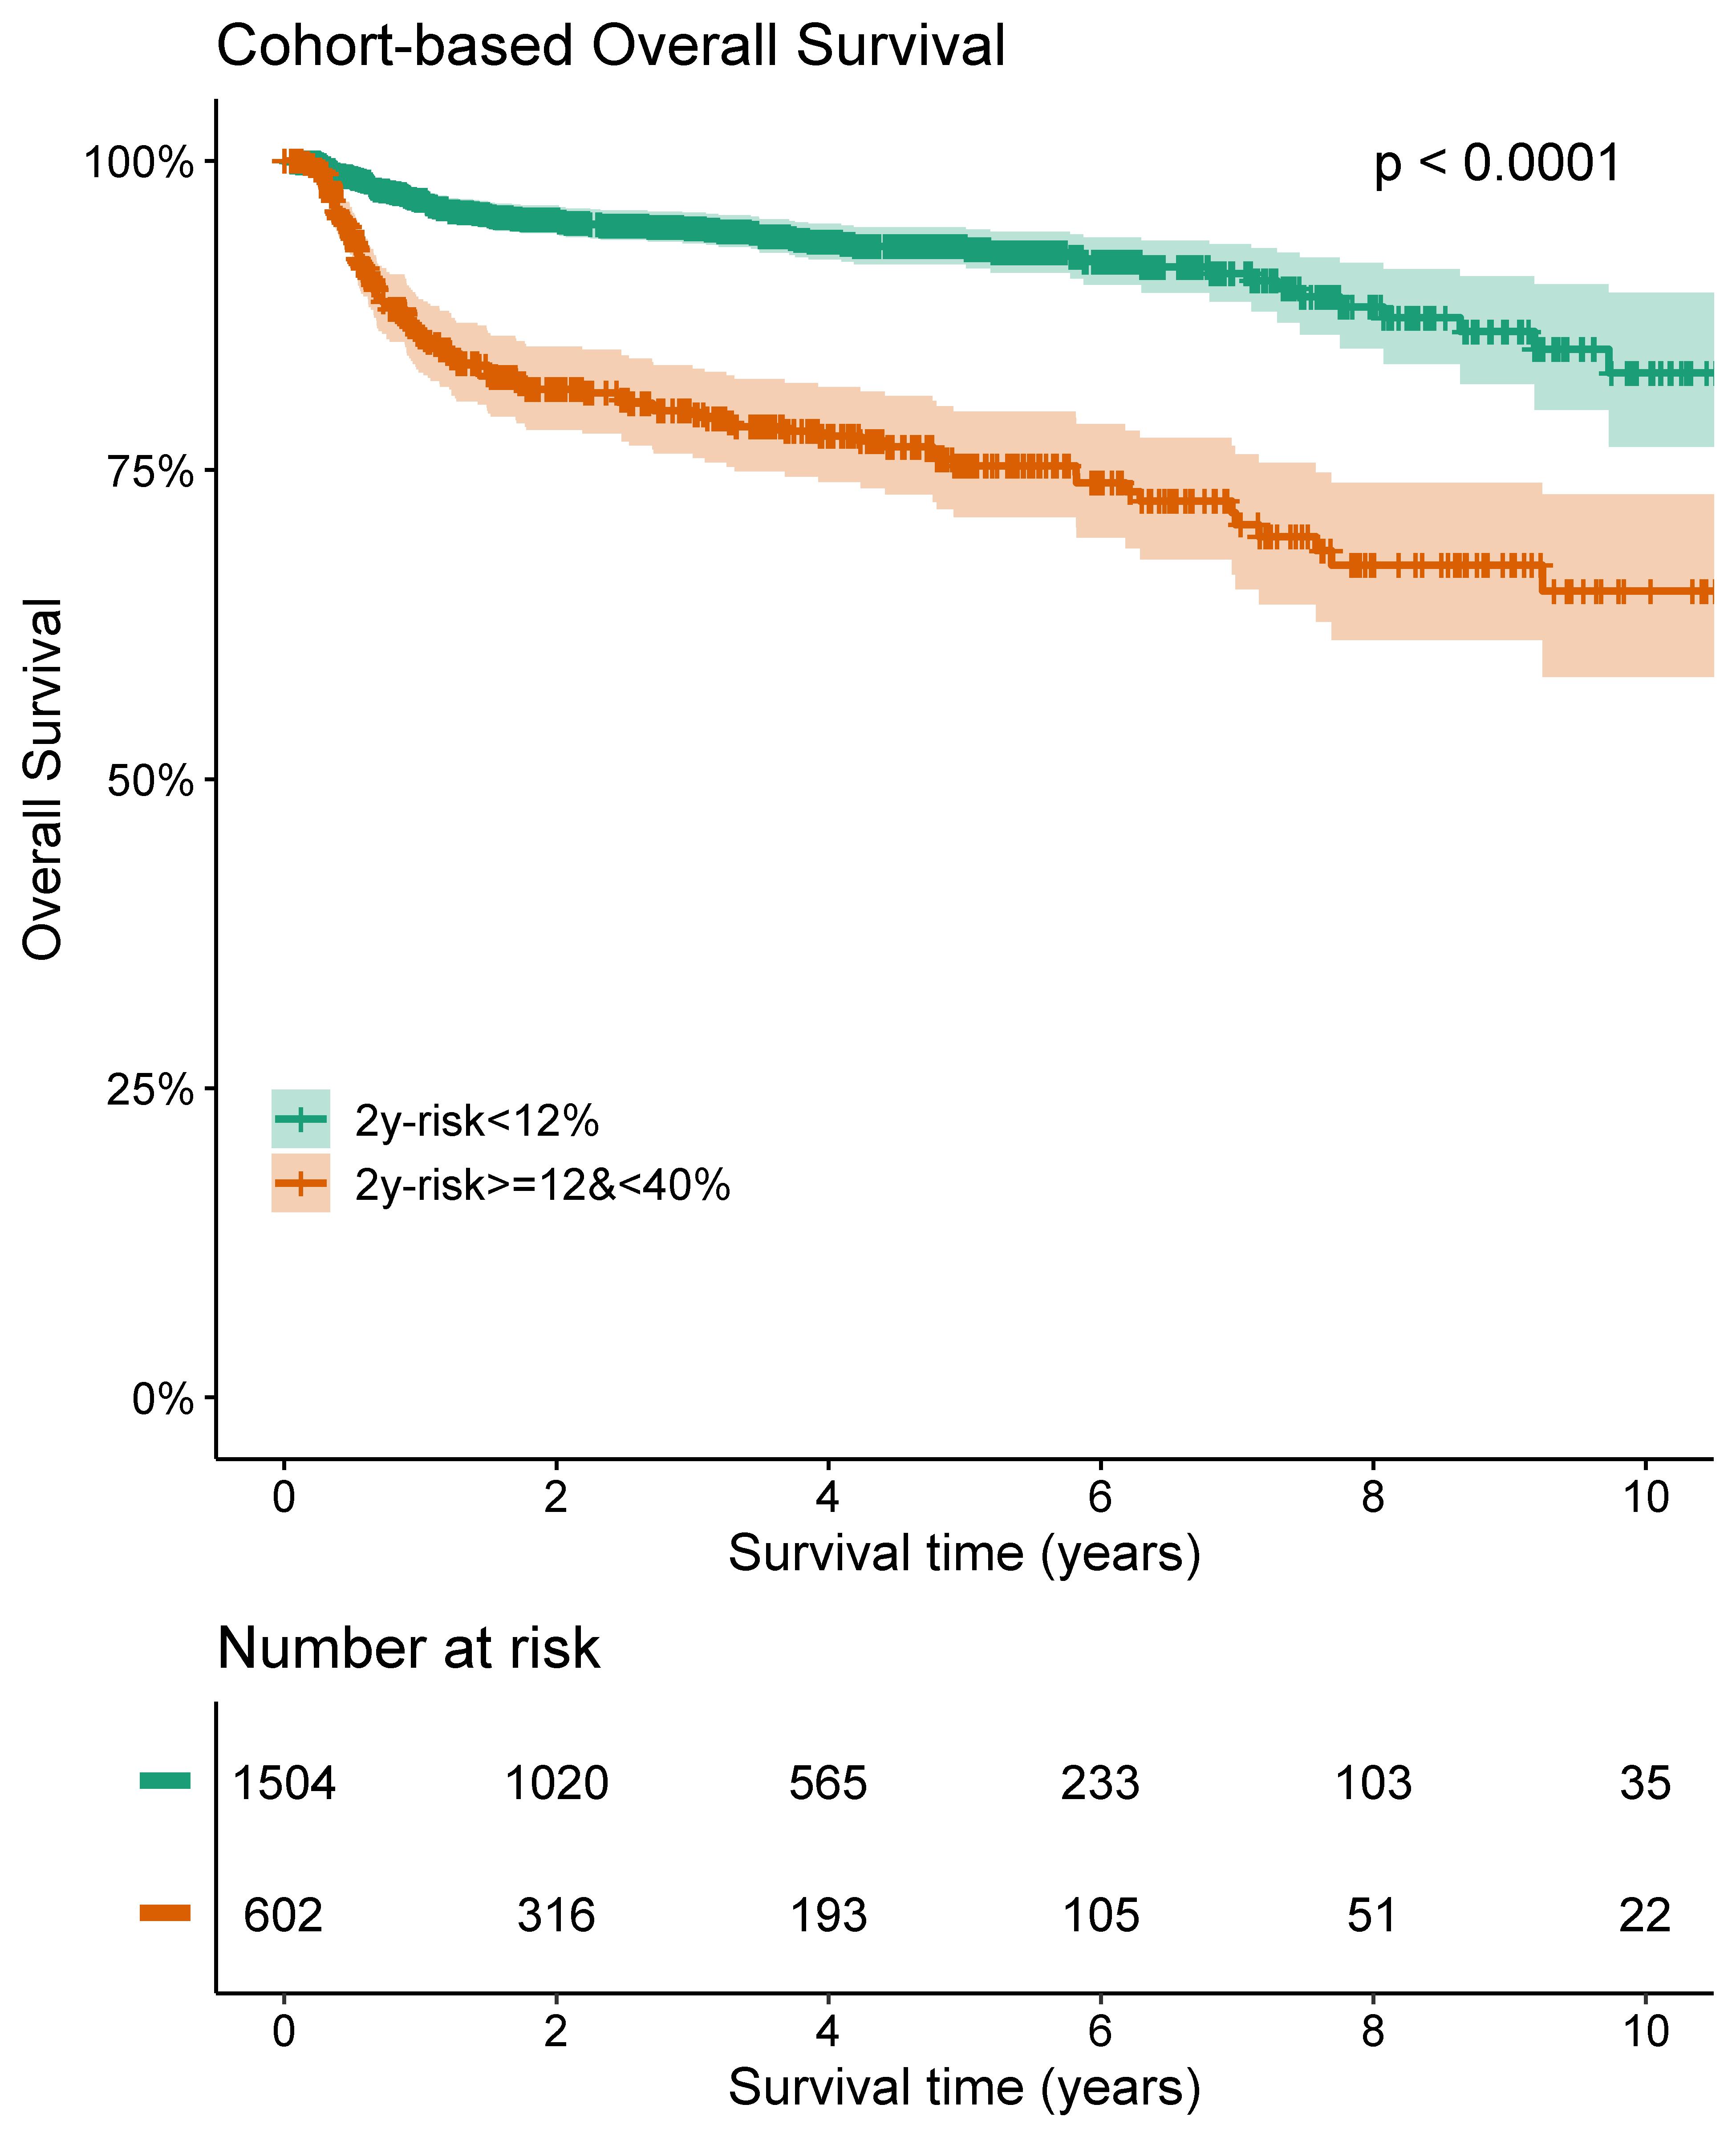 Cohort-based Overall Survival
p < 0.0001
100%
75%
50%
25%
0%
Overall Survival
2y-risk<12%
2y-risk>=12&<40%
0 2 4 6 8 10
Survival time (years)
Number at risk
1504 1020 565 233 103 35
602 316 193 105 51 22
0 2 4 6 8 10
Survival time (years)